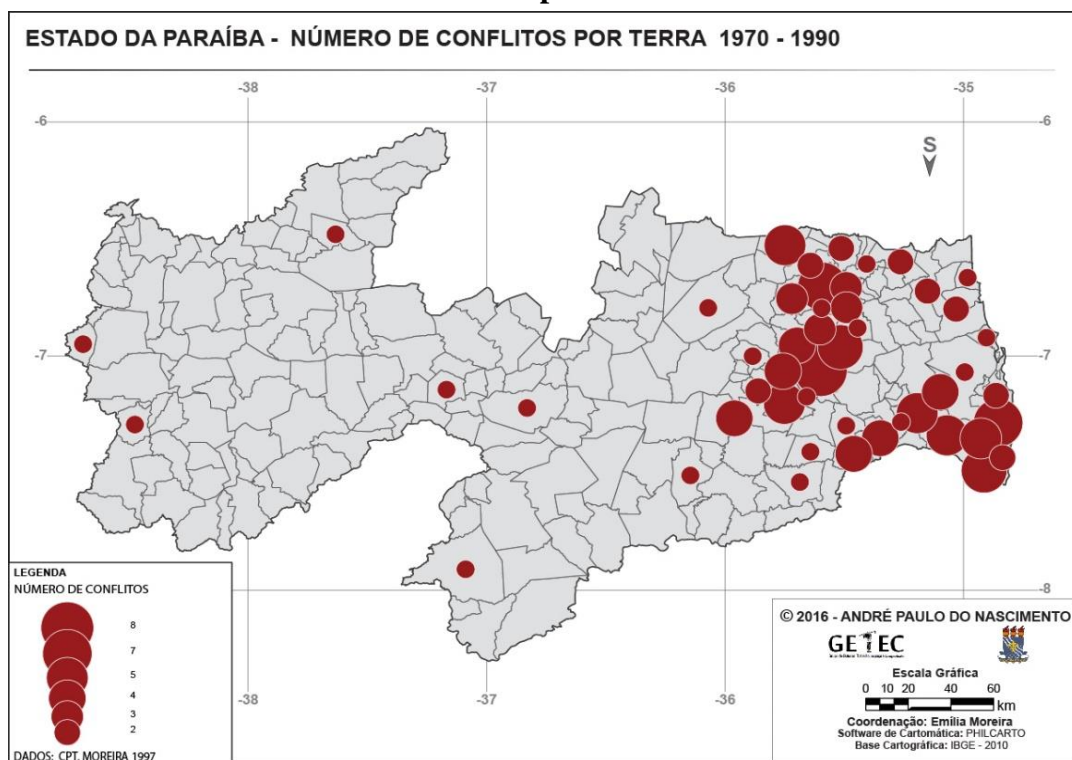 ESTADO DA PARAÍBA - NÚMERO DE CONFLITOS POR TERRA 1970 - 1990
-38 -37 -36 -35
-6 -6
S
-7 -7
-8 -8
-38 -37 -36 -35
LEGENDA
NÚMERO DE CONFLITOS
8
7
5
4
3
2
DADOS: CPT, MOREIRA 1997
© 2016 - ANDRÉ PAULO DO NASCIMENTO
GETEC
Escala Gráfica
0 10 20 40 60
km
Coordenação: Emília Moreira
Software de Cartomática: PHILCARTO
Base Cartográfica: IBGE - 2010